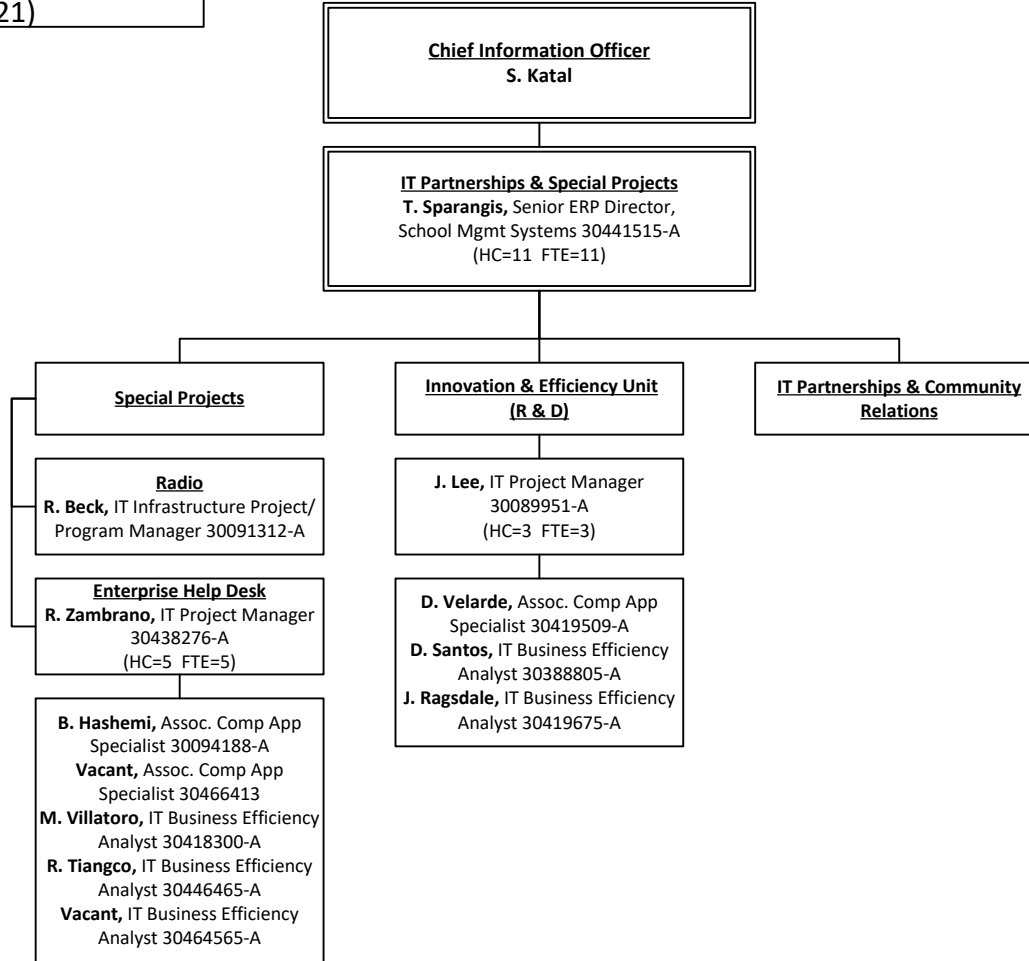 21)
Chief Information Officer
S. Katal
IT Partnerships & Special Projects
T. Sparangis, Senior ERP Director,
School Mgmt Systems 30441515-A
(HC=11 FTE=11)
Special Projects
Innovation & Efficiency Unit
(R & D)
IT Partnerships & Community
Relations
Radio
R. Beck, IT Infrastructure Project/
Program Manager 30091312-A
J. Lee, IT Project Manager
30089951-A
(HC=3 FTE=3)
Enterprise Help Desk
R. Zambrano, IT Project Manager
30438276-A
(HC=5 FTE=5)
D. Velarde, Assoc. Comp App
Specialist 30419509-A
D. Santos, IT Business Efficiency
Analyst 30388805-A
J. Ragsdale, IT Business Efficiency
Analyst 30419675-A
B. Hashemi, Assoc. Comp App
Specialist 30094188-A
Vacant, Assoc. Comp App
Specialist 30466413
M. Villatoro, IT Business Efficiency
Analyst 30418300-A
R. Tiangco, IT Business Efficiency
Analyst 30446465-A
Vacant, IT Business Efficiency
Analyst 30464565-A